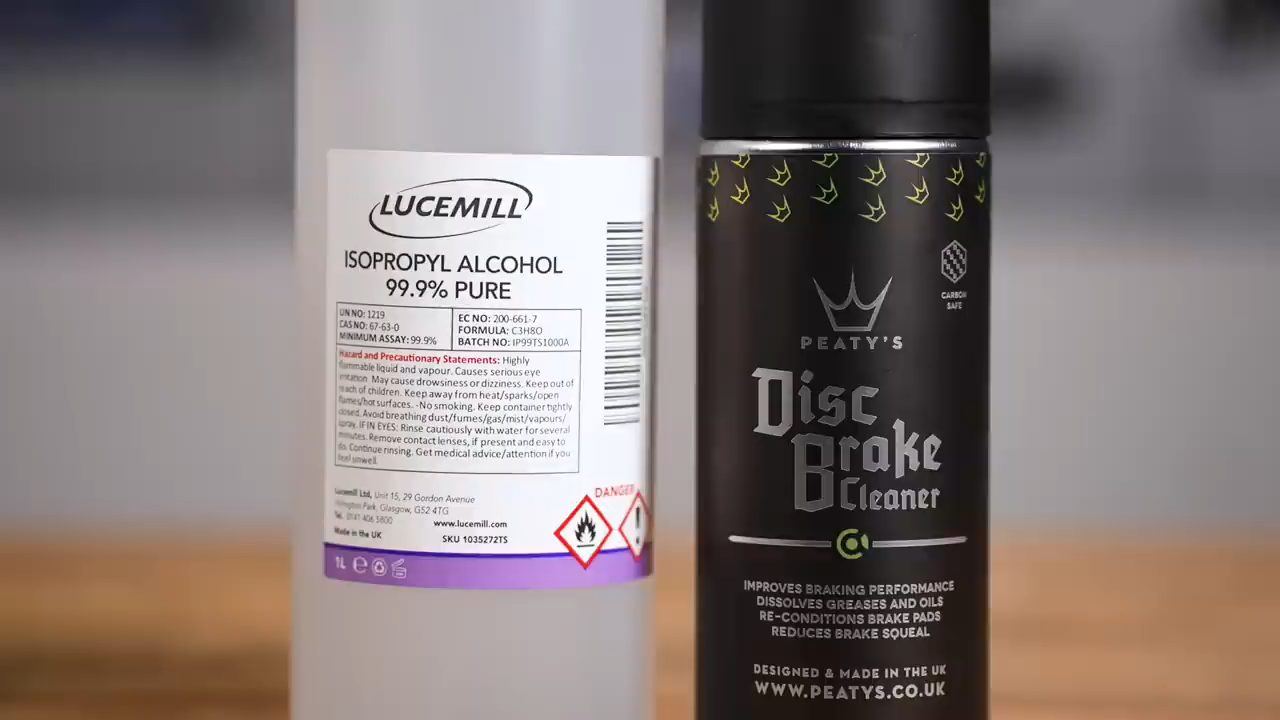 LUCEMILL
ISOPROPYL ALCOHOL
99.9% PURE
UN NO: 1219
CAS NO: 67-63-0
MINIMUM ASSAY: 99.9%
EC NO: 200-661-7
FORMULA: C3H8O
BATCH NO: IP99TS1000A
Hazard and Precautionary Statements: Highly
flammable liquid and vapour. Causes serious eye
irritation. May cause drowsiness or dizziness. Keep out of
reach of children. Keep away from heat/sparks/open
flames/hot surfaces. -No smoking. Keep container tightly
closed. Avoid breathing dust/fumes/gas/mist/vapours/
spray. IF IN EYES: Rinse cautiously with water for several
minutes. Remove contact lenses, if present and easy to
do. Continue rinsing. Get medical advice/attention if you
feel unwell.
Lucemill Ltd, Unit 15, 29 Gordon Avenue
Park, Glasgow, G52 4TG
Tel. 0141 406 5800
www.lucemill.com
Made in the UK
SKU 1035272TS
DANGER
1L
CARBON
SAFE
PEATY'S
Disc
Brake
Cleaner
IMPROVES BRAKING PERFORMANCE
DISSOLVES GREASES AND OILS
RE-CONDITIONS BRAKE PADS
REDUCES BRAKE SQUEAL
DESIGNED & MADE IN THE UK
WWW.PEATYS.CO.UK